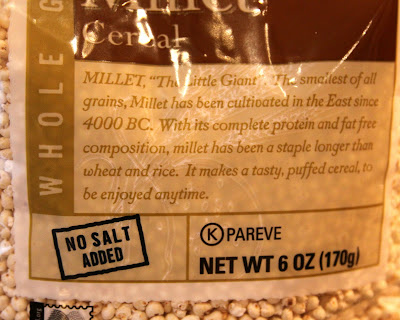 Millet
Cereal
WHOLE G
MILLET, "The Little Giant". The smallest of all
grains, Millet has been cultivated in the East since
4000 BC. With its complete protein and fat free
composition, millet has been a staple longer than
wheat and rice. It makes a tasty, puffed cereal, to
be enjoyed anytime.
NO SALT
ADDED
K PAREVE
NET WT 6 OZ (170g)